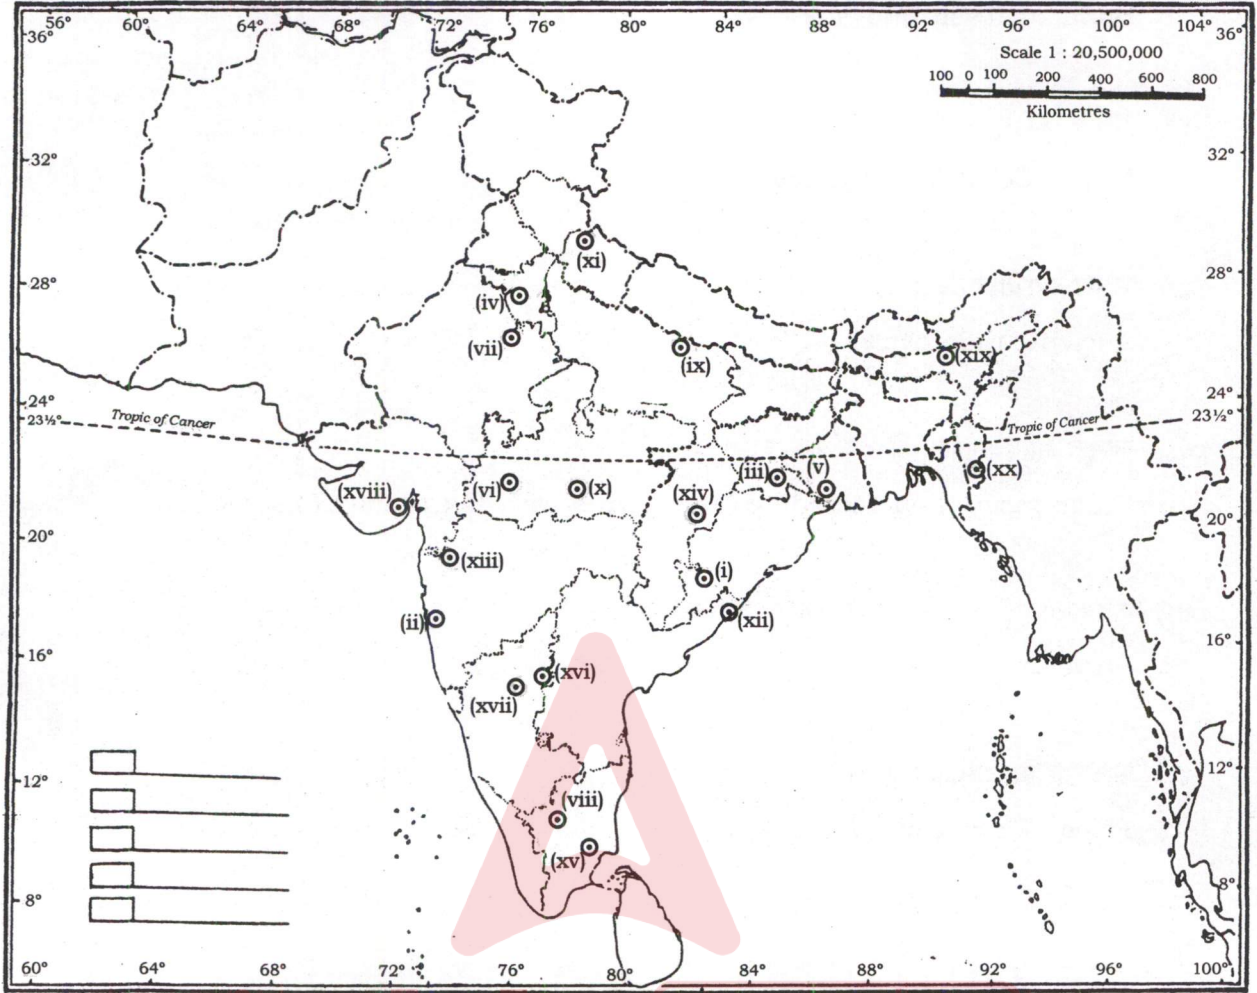 56° 64° 68° 72° 76° 80° 84° 88° 92° 96° 100° 104°
36° 36°
Scale 1 : 20,500,000
100 0 100 200 400 600 800
Kilometres
32° 32°
(xi)
28° 28°
(iv)
(vii)
(ix)
(xix)
24° 24°
23½° 23½°
Tropic of Cancer
Tropic of Cancer
(xviii)
(vi)
(x)
(xiv)
(iii)
(v)
(xx)
20° 20°
(xiii)
(i)
(ii)
(xii)
16° 16°
(xvi)
(xvii)
12° 12°
(viii)
(xv)
8° 8°
60° 64° 68° 72° 76° 80° 84° 88° 92° 96° 100°